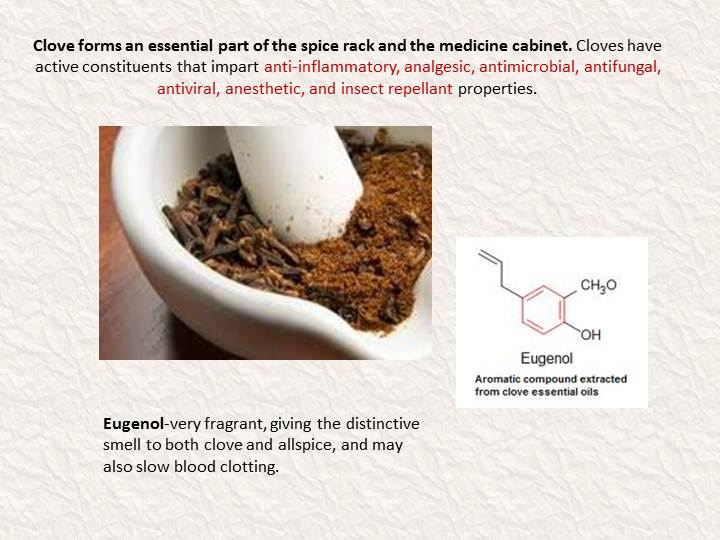 Clove forms an essential part of the spice rack and the medicine cabinet. Cloves have
active constituents that impart anti-inflammatory, analgesic, antimicrobial, antifungal,
antiviral, anesthetic, and insect repellant properties.
CH₃O
OH
Eugenol
Aromatic compound extracted
from clove essential oils
Eugenol-very fragrant, giving the distinctive
smell to both clove and allspice, and may
also slow blood clotting.